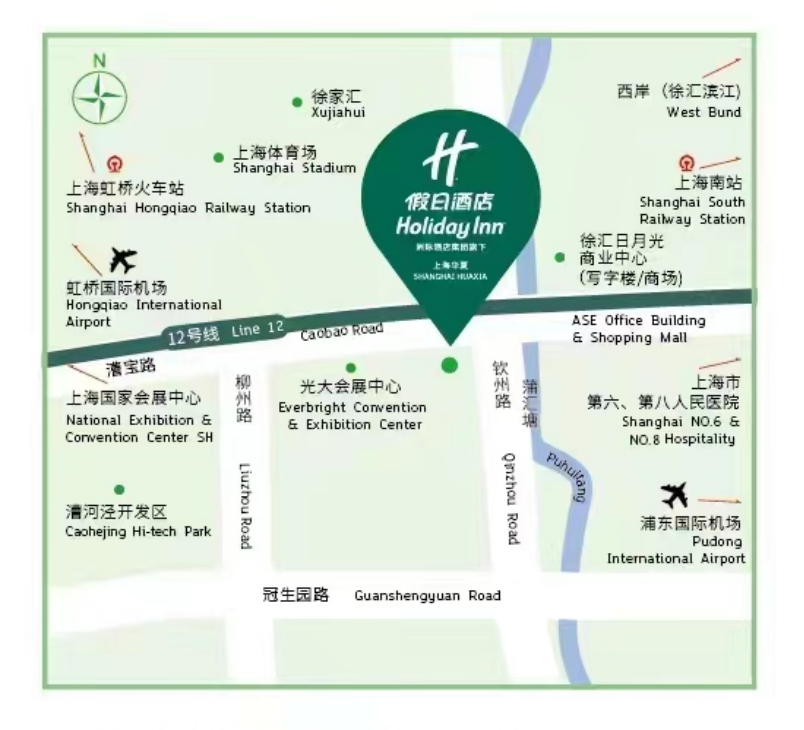 N
徐家汇
Xujiahui
上海体育场
Shanghai Stadium
上海虹桥火车站
Shanghai Hongqiao Railway Station
虹桥国际机场
Hongqiao International
Airport
H
假日酒店
Holiday Inn
洲际酒店集团旗下
上海华夏
SHANGHAI HUAXIA
西岸（徐汇滨江)
West Bund
上海南站
Shanghai South
Railway Station
徐汇日月光
商业中心
(写字楼/商场)
ASE Office Building
& Shopping Mall
12号线 Line 12
Caobao Road
漕宝路
上海国家会展中心
National Exhibition &
Convention Center SH
柳州路
Liuzhou Road
光大会展中心
Everbright Convention
& Exhibition Center
钦州路
Qinzhou Road
蒲汇塘
Puhuitang
上海市
第六、第八人民医院
Shanghai NO.6 &
NO.8 Hospitality
漕河泾开发区
Caohejing Hi-tech Park
浦东国际机场
Pudong
International Airport
冠生园路 Guanshengyuan Road